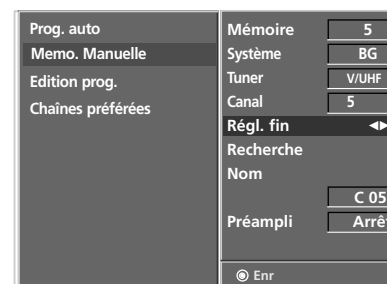 Prog. auto
Memo. Manuelle
Edition prog.
Chaînes préférées
Mémoire 5
Système BG
Tuner V/UHF
Canal 5
Régl. fin
Recherche
Nom
C 05
Préampli Arrê
Enr